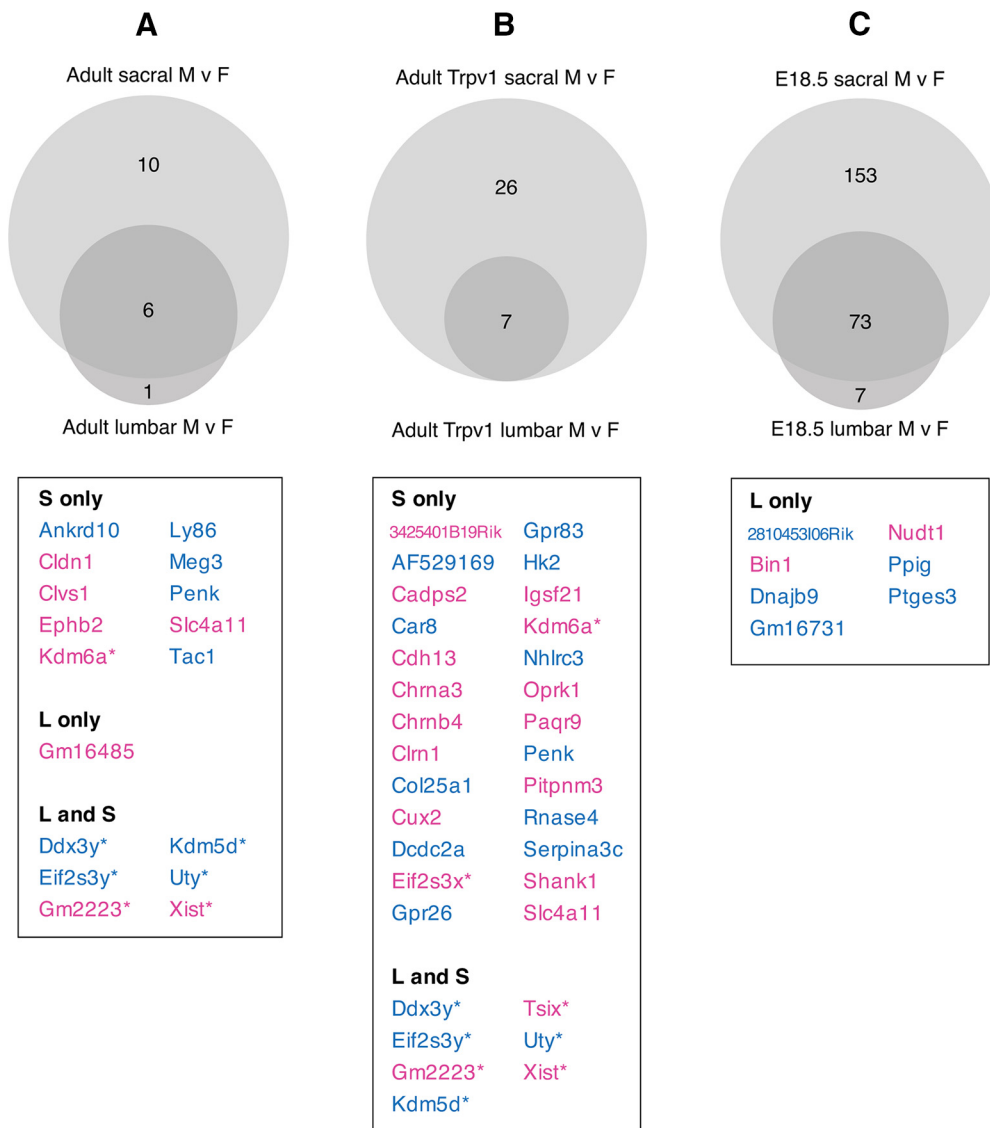 A
Adult sacral M v F
10
6
1
Adult lumbar M v F
S only
Ankrd10 Ly86
Cldn1 Meg3
Clvs1 Penk
Ephb2 Slc4a11
Kdm6a* Tac1
L only
Gm16485
L and S
Ddx3y* Kdm5d*
Eif2s3y* Uty*
Gm2223* Xist*
B
Adult Trpv1 sacral M v F
26
7
Adult Trpv1 lumbar M v F
S only
3425401B19Rik Gpr83
AF529169 Hk2
Cadps2 Igsf21
Car8 Kdm6a*
Cdh13 Nhlrc3
Chrna3 Oprk1
Chrnb4 Paqr9
Clrn1 Penk
Col25a1 Pitpnm3
Cux2 Rnase4
Dcdc2a Serpina3c
Eif2s3x* Shank1
Gpr26 Slc4a11
L and S
Ddx3y* Tsix*
Eif2s3y* Uty*
Gm2223* Xist*
Kdm5d*
C
E18.5 sacral M v F
153
73
7
E18.5 lumbar M v F
L only
2810453I06Rik Nudt1
Bin1 Ppig
Dnajb9 Ptges3
Gm16731